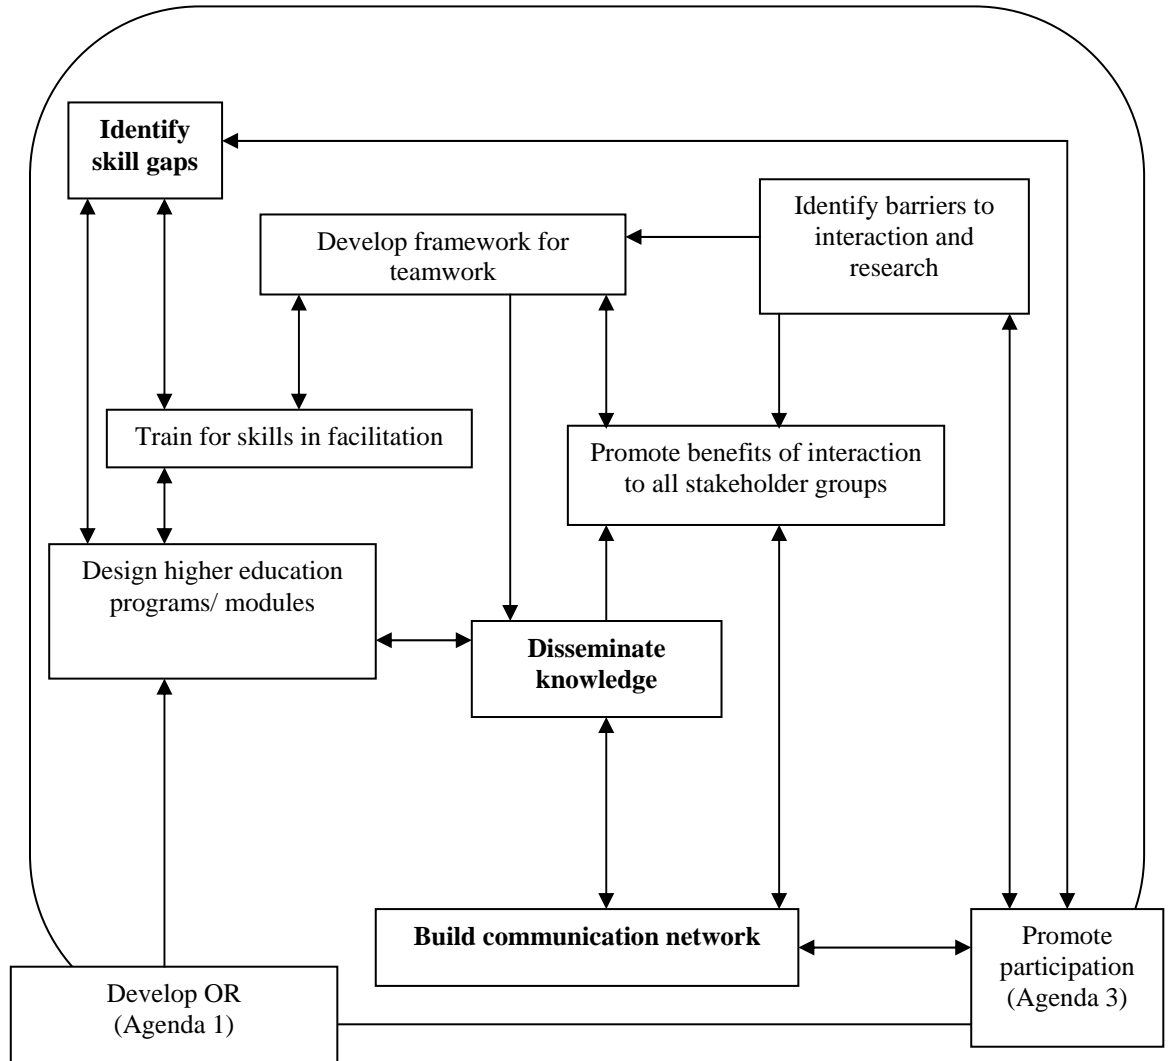 Identify
skill gaps
Identify barriers to
interaction and
research
Develop framework for
teamwork
Train for skills in facilitation
Promote benefits of interaction
to all stakeholder groups
Design higher education
programs/ modules
Disseminate
knowledge
Build communication network
Promote
participation
(Agenda 3)
Develop OR
(Agenda 1)